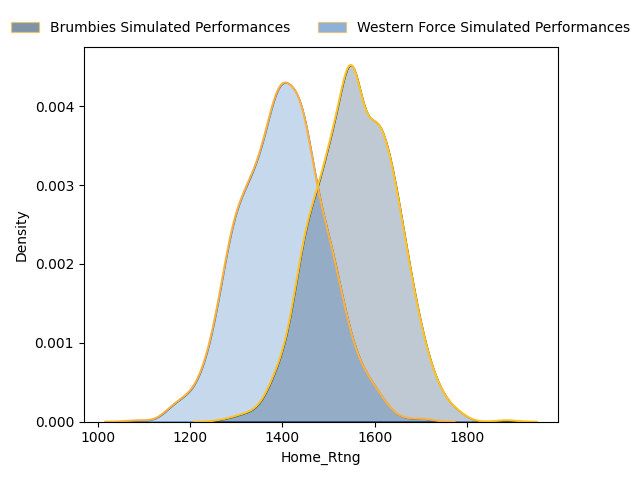 Brumbies Simulated Performances
Western Force Simulated Performances
Density
0.004
0.003
0.002
0.001
0.000
1000 1200 1400 1600 1800
Home_Rtng